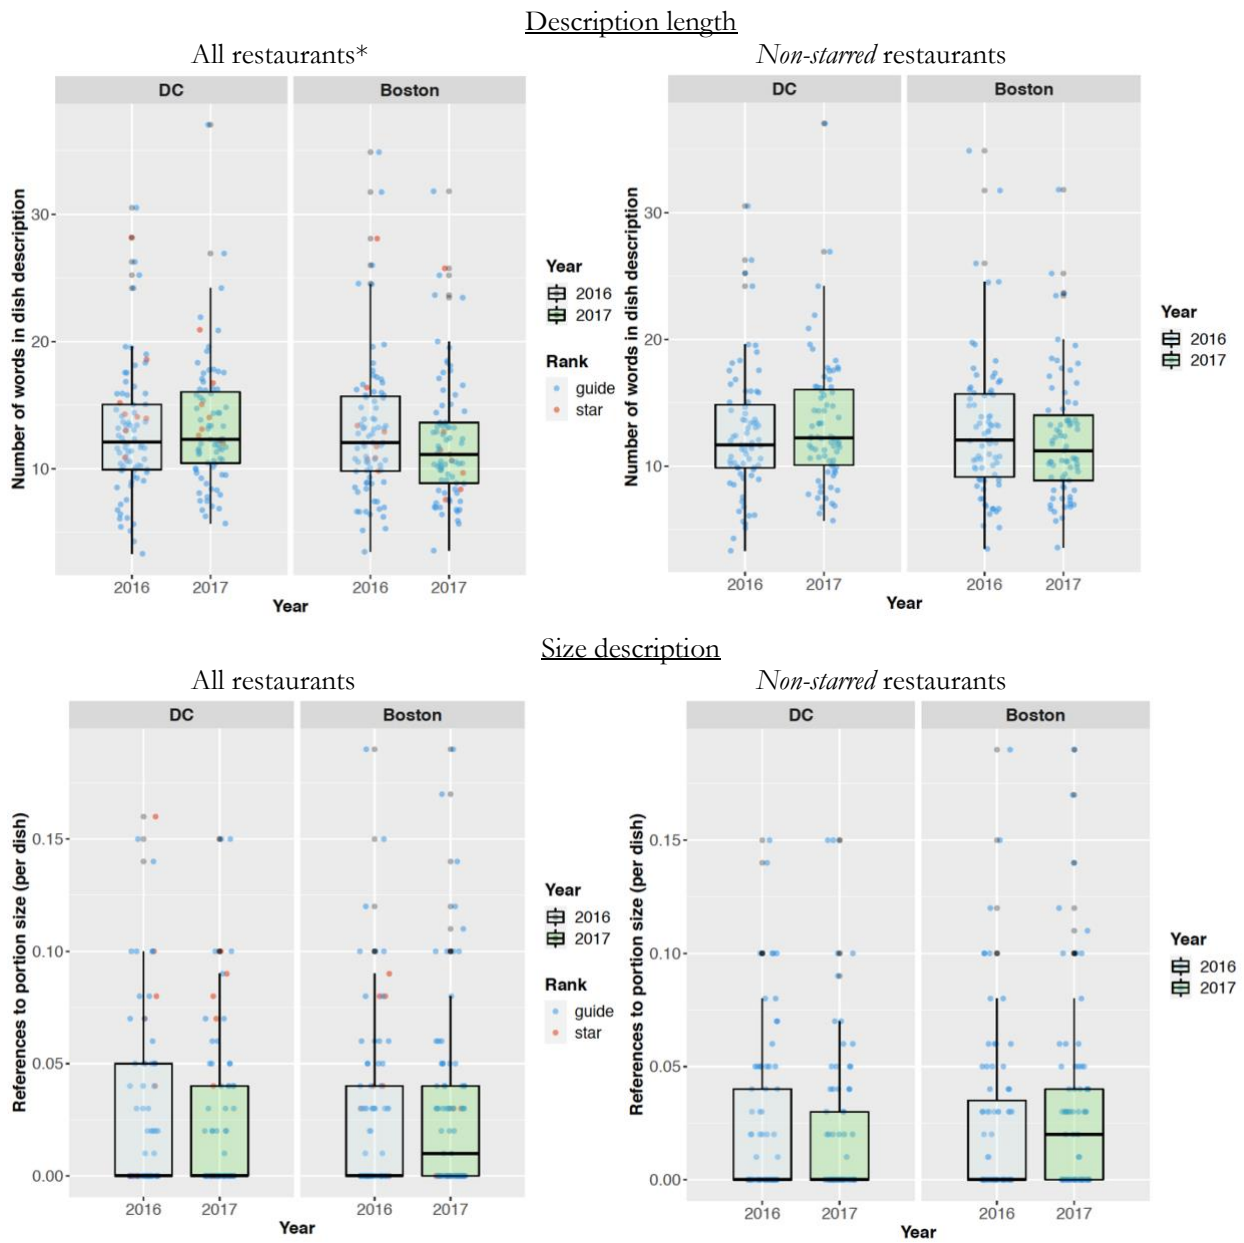 Description length
All restaurants*
Non-starred restaurants
DC
Boston
Number of words in dish description
30
20
10
2016
2017
2016
2017
Year
Year
2016
2017
Rank
guide
star
DC
Boston
Number of words in dish description
30
20
10
2016
2017
2016
2017
Year
Year
2016
2017
Size description
All restaurants
Non-starred restaurants
DC
Boston
References to portion size (per dish)
0.15
0.10
0.05
0.00
2016
2017
2016
2017
Year
Year
2016
2017
Rank
guide
star
DC
Boston
References to portion size (per dish)
0.15
0.10
0.05
0.00
2016
2017
2016
2017
Year
Year
2016
2017